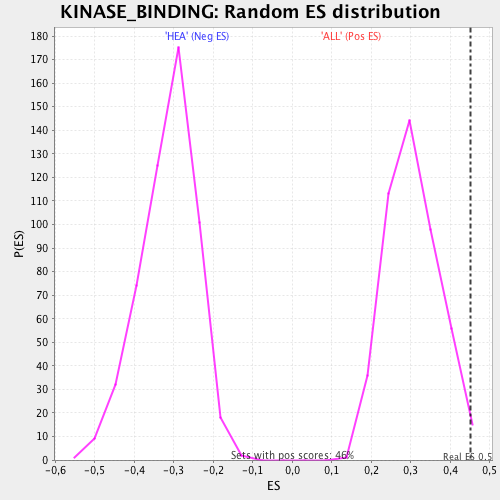 KINASE_BINDING: Random ES distribution
'HEA' (Neg ES) 'ALL' (Pos ES)
180
170
160
150
140
130
120
110
100
90
80
70
60
50
40
30
20
10
0
P(ES)
Sets with pos scores: 46%
Real ES 0.5
-0,6 -0,5 -0,4 -0,3 -0,2 -0,1 0,0 0,1 0,2 0,3 0,4 0,5
ES